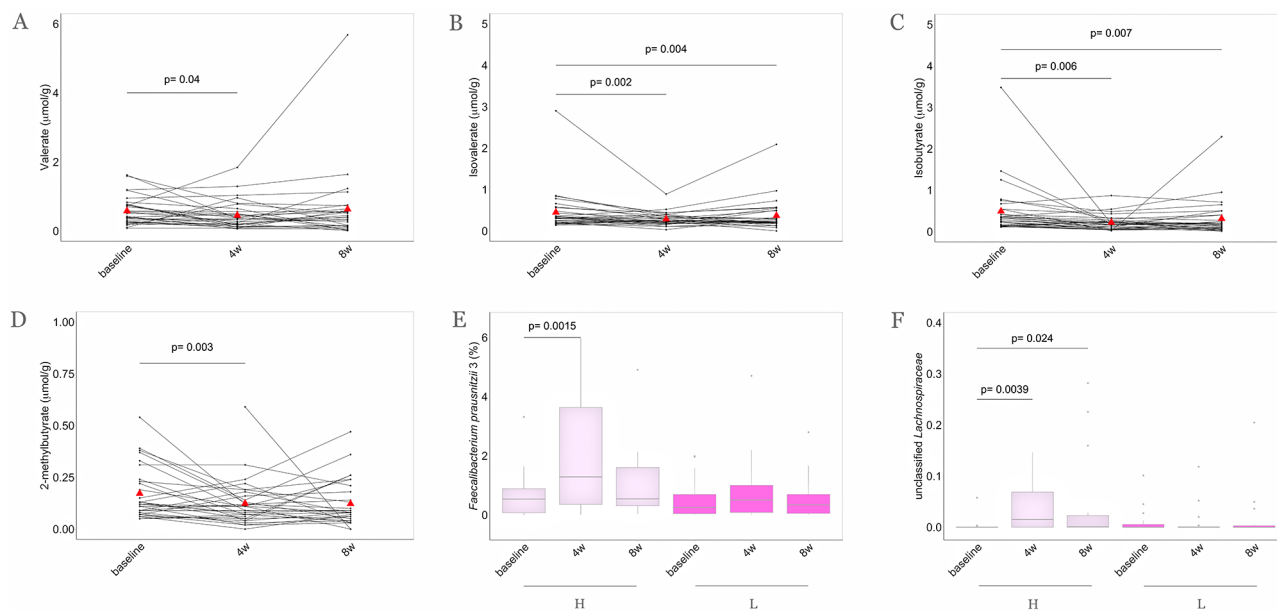 A
Valerate (μmol/g)
6
4
2
0
p= 0.04
baseline
4w
8w
B
Isovalerate (μmol/g)
5
4
3
2
1
0
p= 0.004
p= 0.002
baseline
4w
8w
C
Isobutyrate (μmol/g)
5
4
3
2
1
0
p= 0.007
p= 0.006
baseline
4w
8w
D
2-methylbutyrate (μmol/g)
1.00
0.75
0.50
0.25
0.00
p= 0.003
baseline
4w
8w
E
Faecalibacterium prausnitzii 3 (%)
6
4
2
0
p= 0.0015
baseline
4w
8w
baseline
4w
8w
H
L
F
unclassified Lachnospiraceae
0.4
0.3
0.2
0.1
0.0
p= 0.024
p= 0.0039
baseline
4w
8w
baseline
4w
8w
H
L